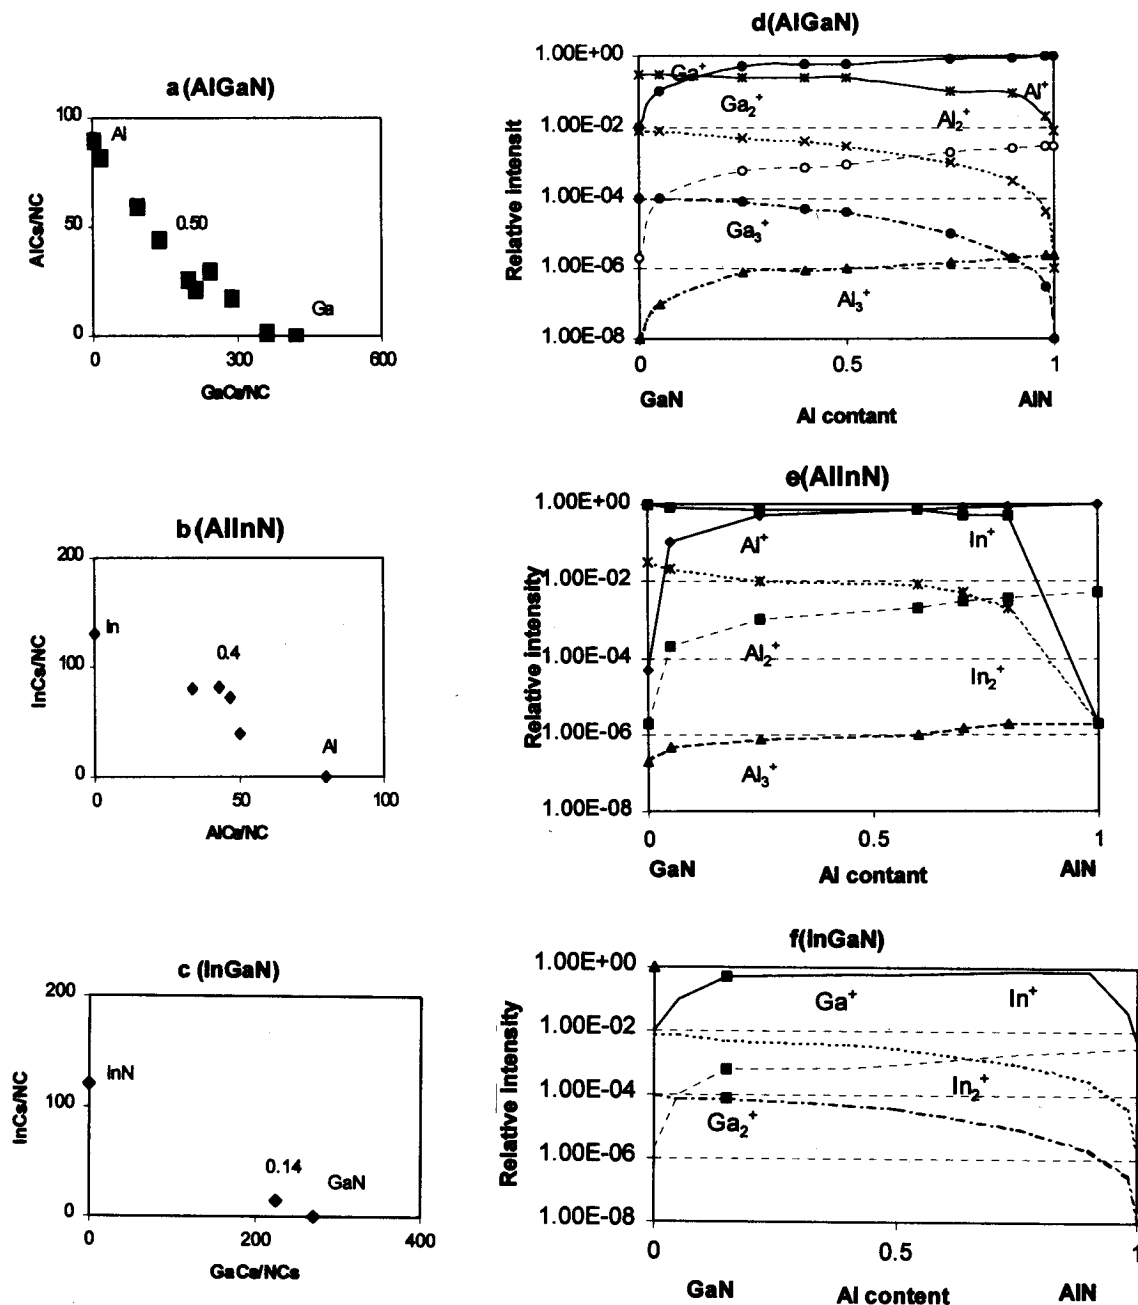 a (AlGaN)
100
50
0
AlCs/NC
Al
0.50
Ga
0
300
600
GaCs/NC
d(AlGaN)
1.00E+00
1.00E-02
1.00E-04
1.00E-06
1.00E-08
Relative intensit
Ga+
Ga2+
Al2+
Al+
Ga3+
Al3+
0
0.5
1
GaN
Al contant
AlN
b (AlInN)
200
100
0
InCs/NC
In
0.4
Al
0
50
100
AlCs/NC
e(AlInN)
1.00E+00
1.00E-02
1.00E-04
1.00E-06
1.00E-08
Relative intensity
Al+
In+
Al2+
In2+
Al3+
0
0.5
1
GaN
Al contant
AlN
c (InGaN)
200
100
0
InCs/NC
InN
0.14
GaN
0
200
400
GaCs/NCs
f(InGaN)
1.00E+00
1.00E-02
1.00E-04
1.00E-06
1.00E-08
Relative intensity
Ga+
In+
In2+
Ga2+
0
0.5
1
GaN
Al content
AlN